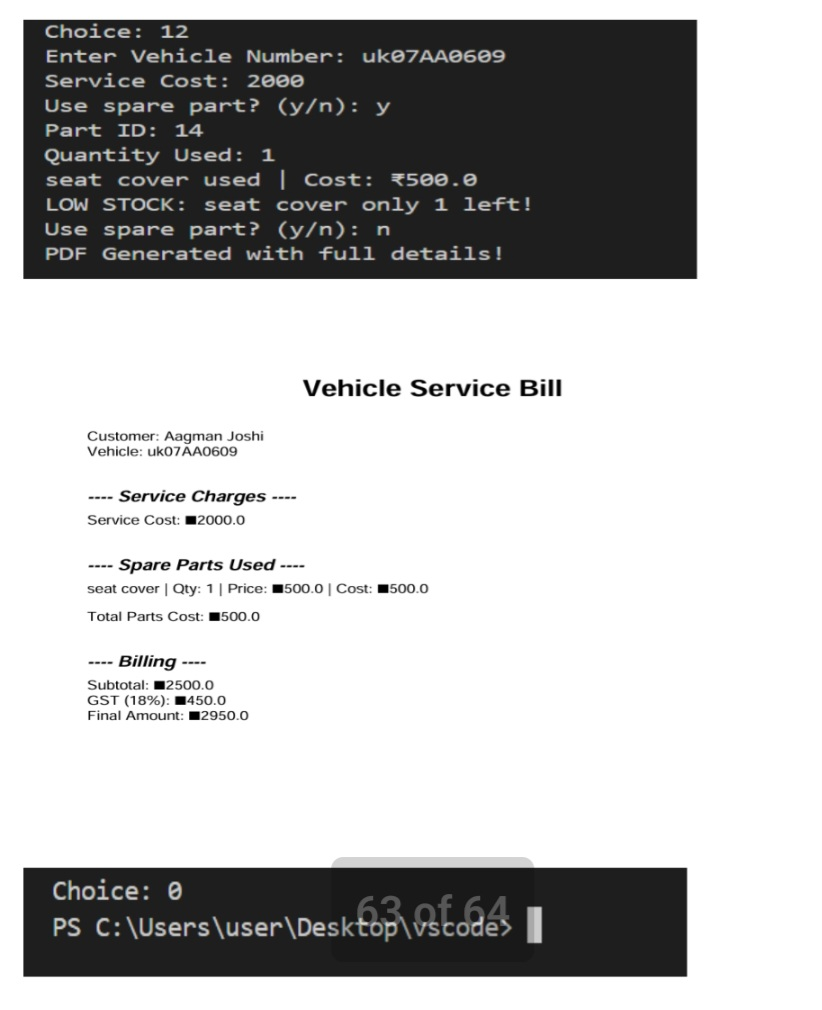 Choice: 12
Enter Vehicle Number: uk07AA0609
Service Cost: 2000
Use spare part? (y/n): y
Part ID: 14
Quantity Used: 1
seat cover used | Cost: ₹500.0
LOW STOCK: seat cover only 1 left!
Use spare part? (y/n): n
PDF Generated with full details!
Vehicle Service Bill
Customer: Aagman Joshi
Vehicle: uk07AA0609
---- Service Charges ----
Service Cost: ■2000.0
---- Spare Parts Used ----
seat cover | Qty: 1 | Price: ■500.0 | Cost: ■500.0
Total Parts Cost: ■500.0
---- Billing ----
Subtotal: ■2500.0
GST (18%): ■450.0
Final Amount: ■2950.0
Choice: 0
63 of 64
PS C:\Users\user\Desktop\vscode>